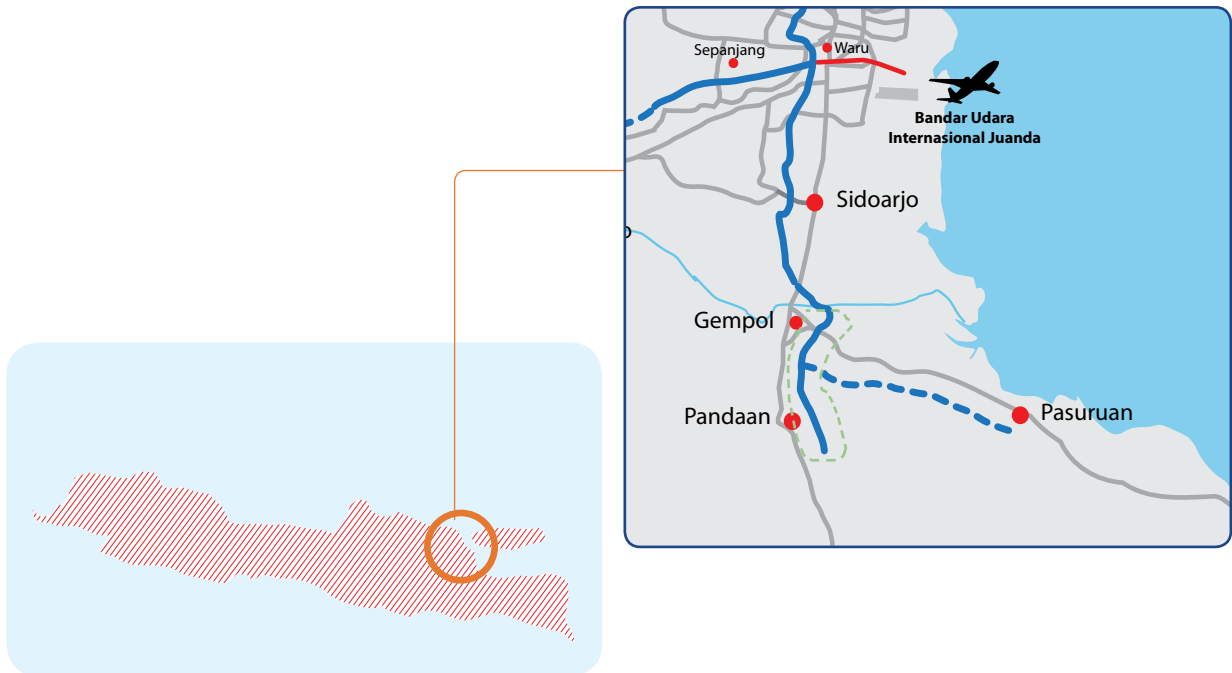 Sepanjang
Waru
Bandar Udara
Internasional Juanda
Sidoarjo
Gempol
Pandaan
Pasuruan